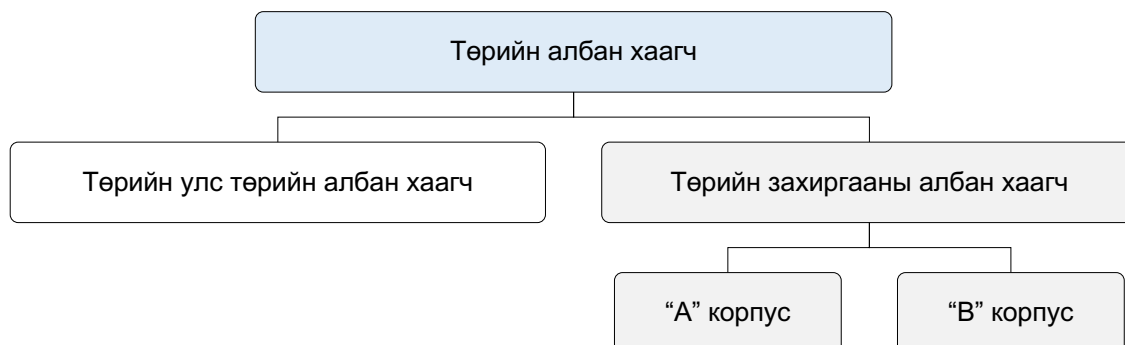 Төрийн албан хаагч
Төрийн улс төрийн албан хаагч
Төрийн захиргааны албан хаагч
“А” корпус
“В” корпус